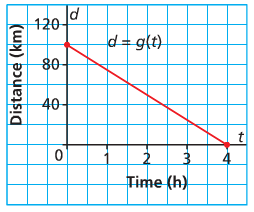 d
120
d = g(t)
80
40
Distance (km)
t
0 1 2 3 4
Time (h)